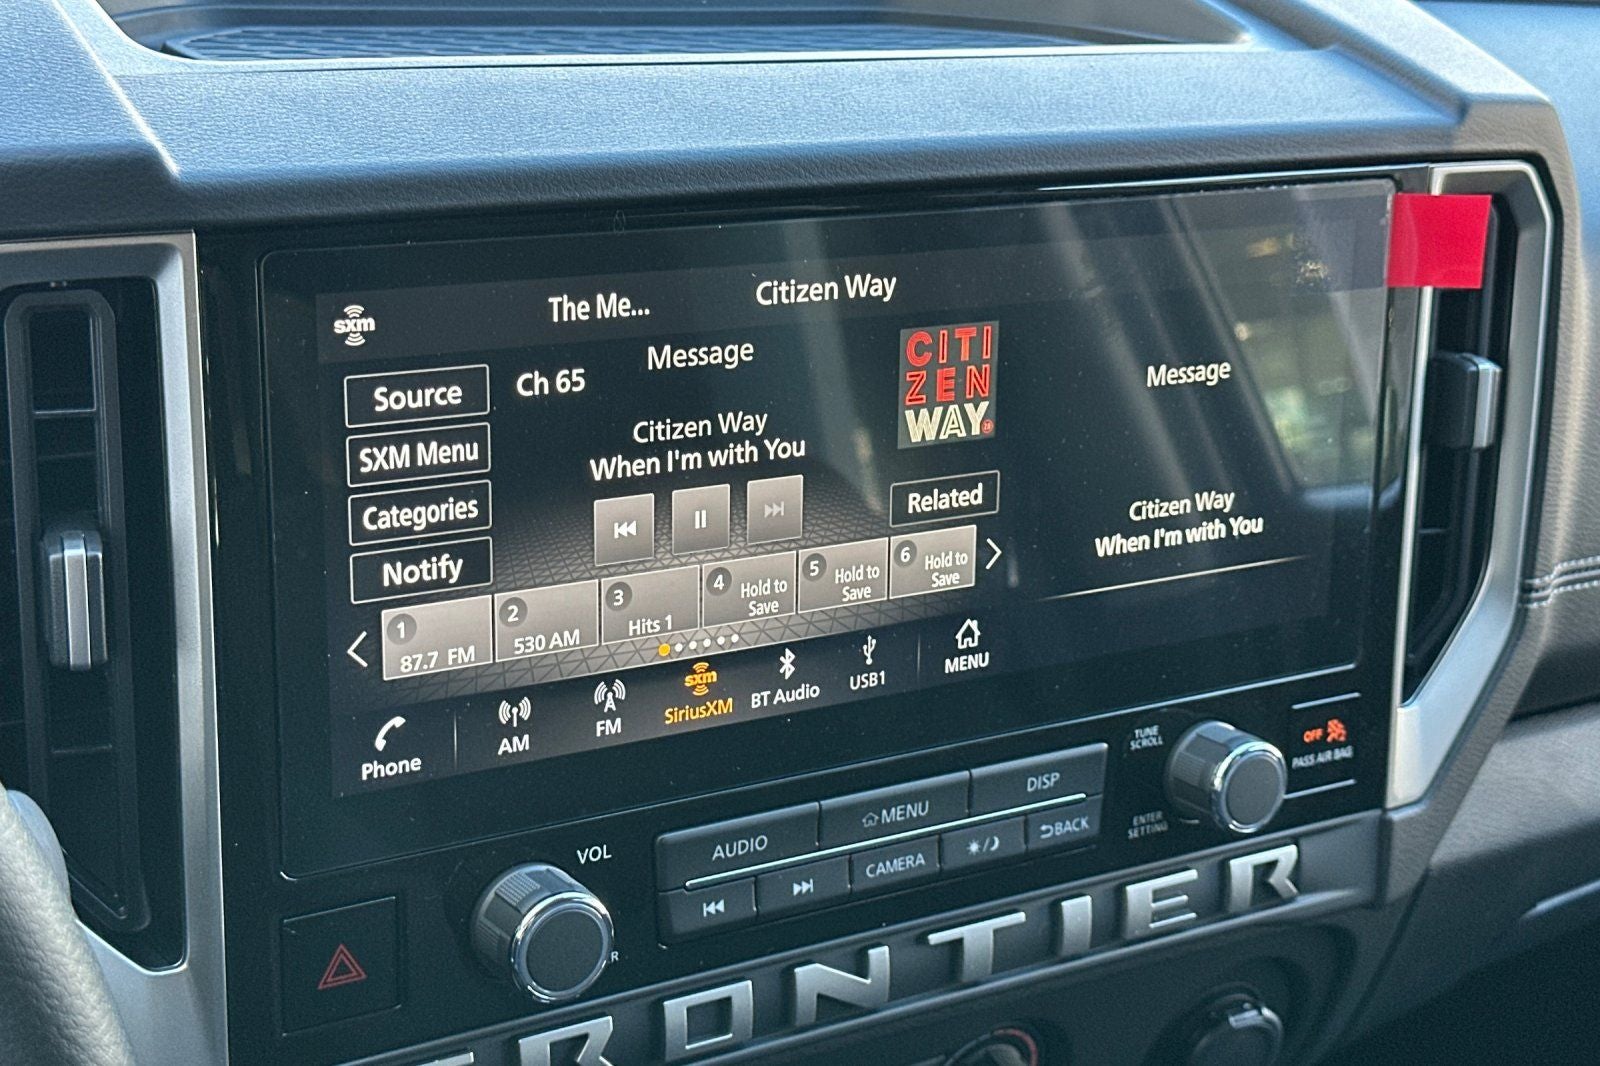 sxm
The Me...
Citizen Way
Source
SXM Menu
Categories
Notify
Ch 65
Message
Citizen Way
When I'm with You
CITI
ZEN
WAY
Related
Message
Citizen Way
When I'm with You
1
87.7 FM
2
530 AM
3
Hits 1
4
Hold to
Save
5
Hold to
Save
6
Hold to
Save
Phone
AM
FM
sxm
SiriusXM
BT Audio
USB1
MENU
VOL
AUDIO
MENU
DISP
CAMERA
BACK
TUNE
SCROLL
ENTER
SETTING
OFF
PASS AIR BAG
RONTIER